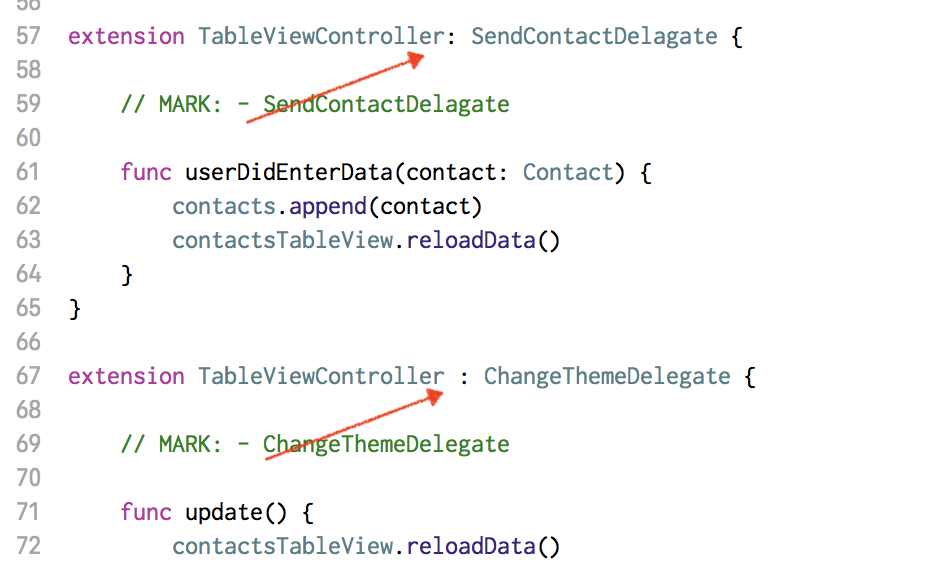 56
57 extension TableViewController: SendContactDelagate {
58
59 // MARK: - SendContactDelagate
60
61 func userDidEnterData(contact: Contact) {
62 contacts.append(contact)
63 contactsTableView.reloadData()
64 }
65 }
66
67 extension TableViewController : ChangeThemeDelegate {
68
69 // MARK: - ChangeThemeDelegate
70
71 func update() {
72 contactsTableView.reloadData()